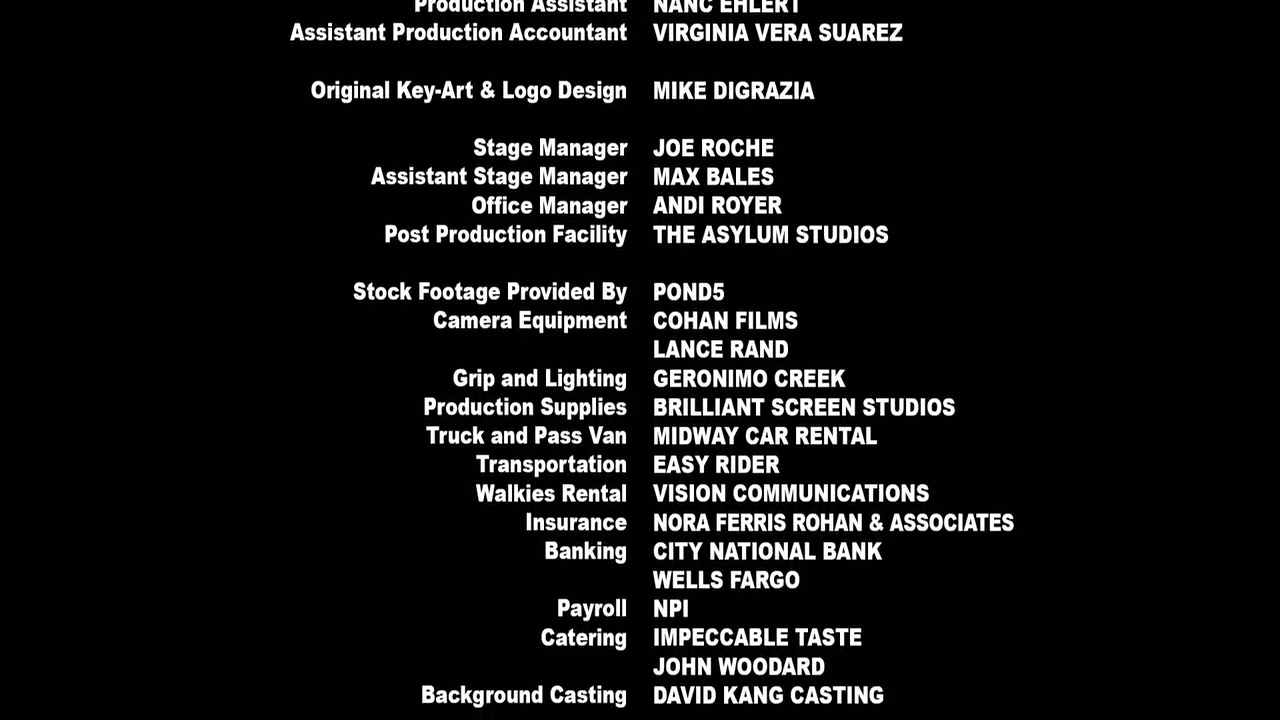 Production Assistant NANC EHLERT
Assistant Production Accountant VIRGINIA VERA SUAREZ
Original Key-Art & Logo Design MIKE DIGRAZIA
Stage Manager JOE ROCHE
Assistant Stage Manager MAX BALES
Office Manager ANDI ROYER
Post Production Facility THE ASYLUM STUDIOS
Stock Footage Provided By POND5
Camera Equipment COHAN FILMS
LANCE RAND
Grip and Lighting GERONIMO CREEK
Production Supplies BRILLIANT SCREEN STUDIOS
Truck and Pass Van MIDWAY CAR RENTAL
Transportation EASY RIDER
Walkies Rental VISION COMMUNICATIONS
Insurance NORA FERRIS ROHAN & ASSOCIATES
Banking CITY NATIONAL BANK
WELLS FARGO
Payroll NPI
Catering IMPECCABLE TASTE
JOHN WOODARD
Background Casting DAVID KANG CASTING